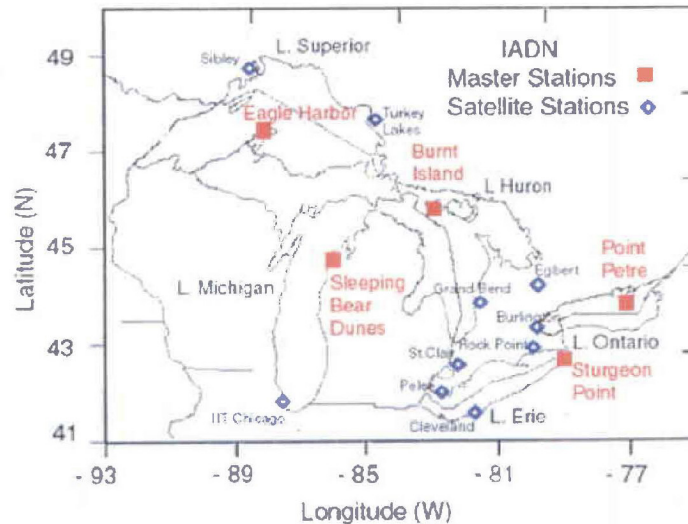 49
47
45
43
41
Latitude (N)
- 93
- 89
- 85
- 81
- 77
Longitude (W)
IADN
Master Stations
Satellite Stations
L. Superior
Sibley
Eagle Harbor
Turkey
Lakes
Burnt
Island
L Huron
Point
Petre
Egbert
L. Michigan
Sleeping
Bear
Dunes
Grand Bend
Burlington
Rock Point
L. Ontario
St.Clair
Sturgeon
Point
Pelee
L. Erie
IIT Chicago
Cleveland